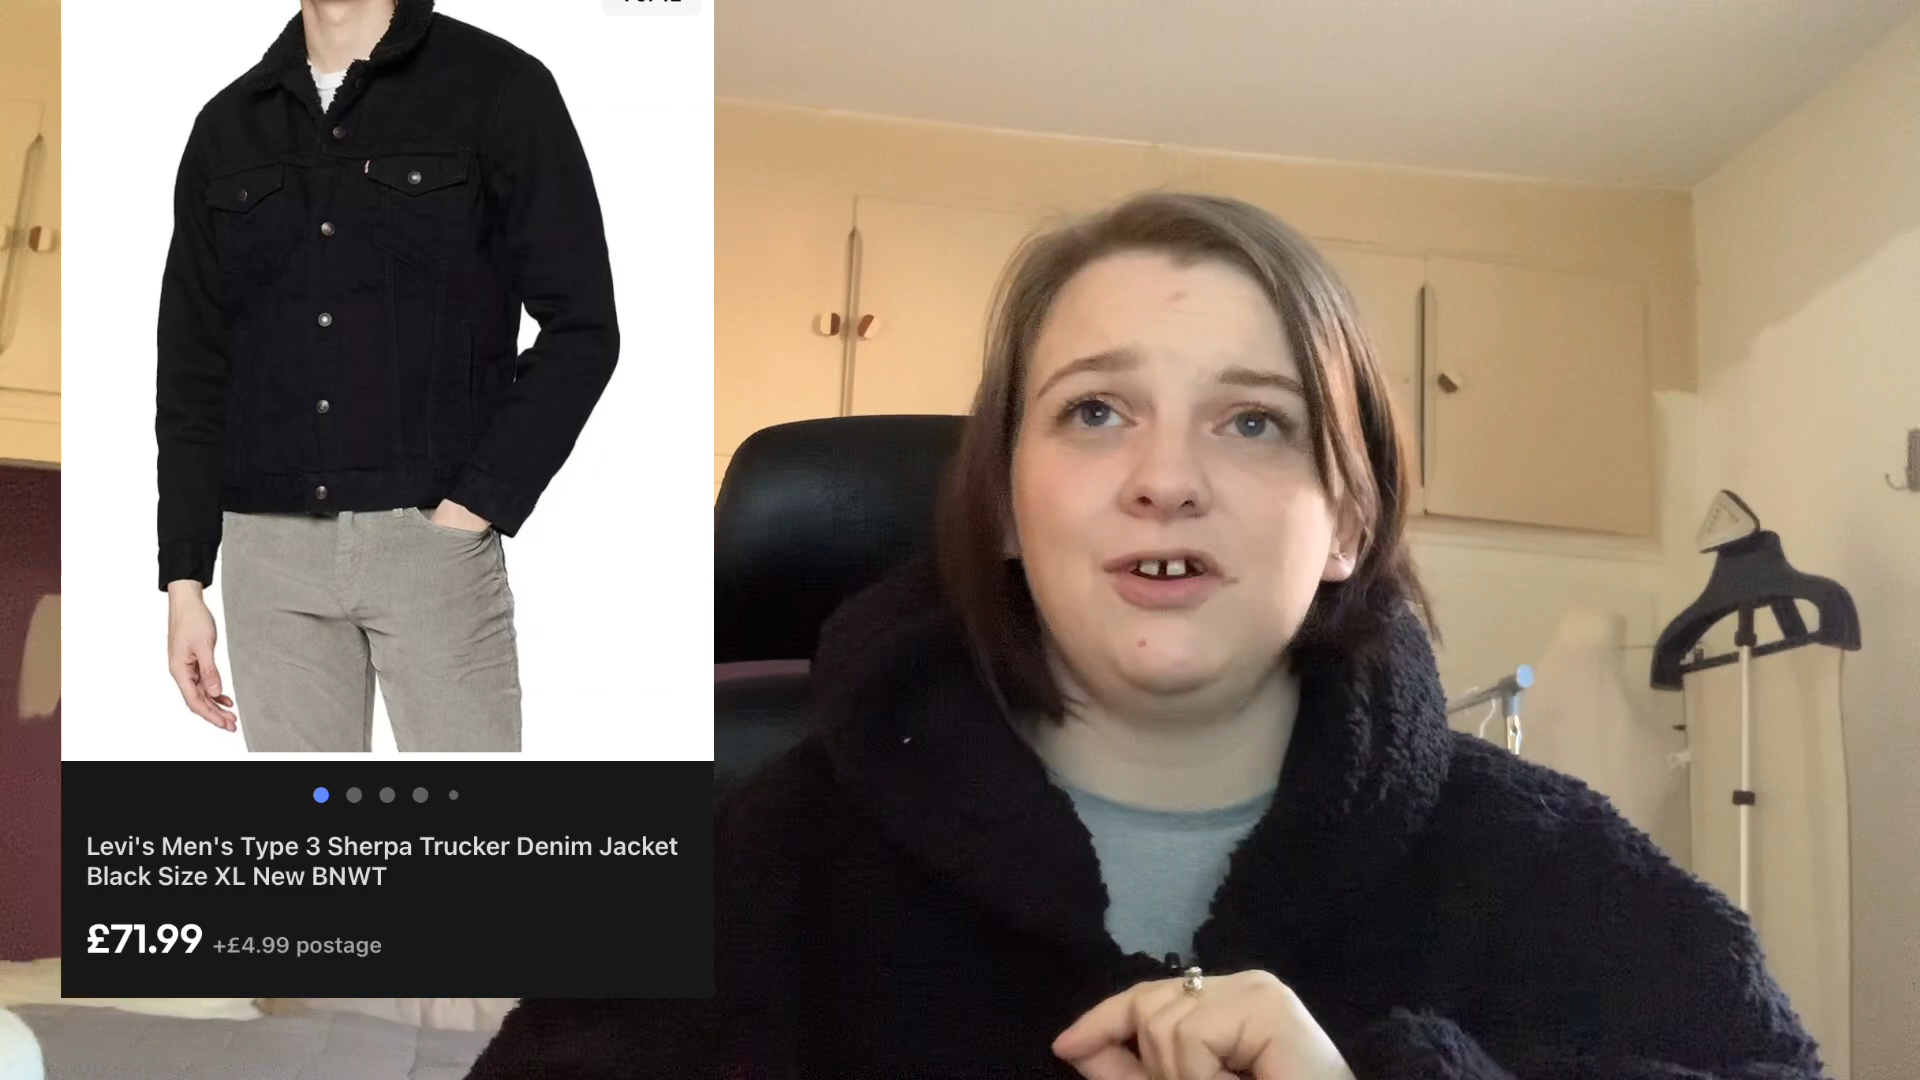 Levi's Men's Type 3 Sherpa Trucker Denim Jacket
Black Size XL New BNWT
£71.99 +£4.99 postage